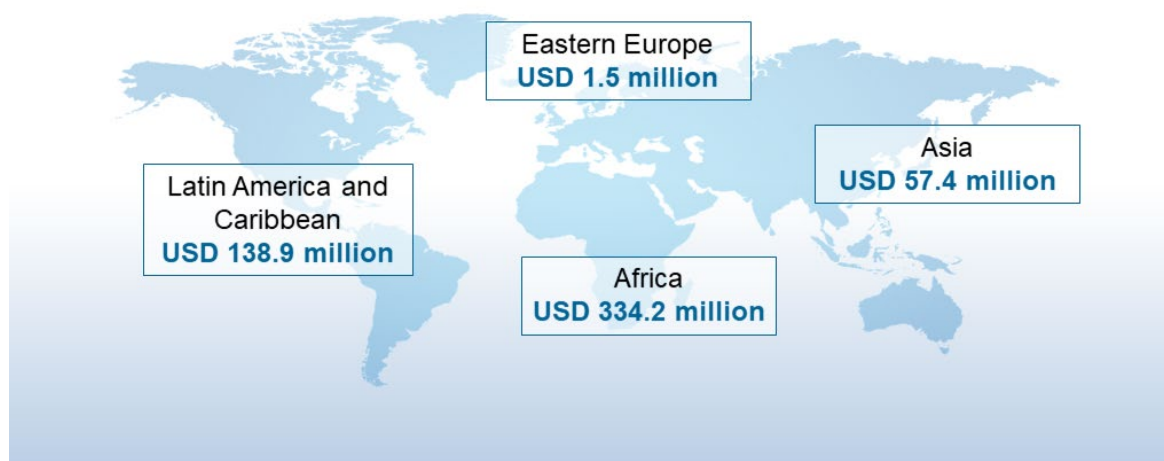 Eastern Europe
USD 1.5 million
Asia
USD 57.4 million
Latin America and
Caribbean
USD 138.9 million
Africa
USD 334.2 million